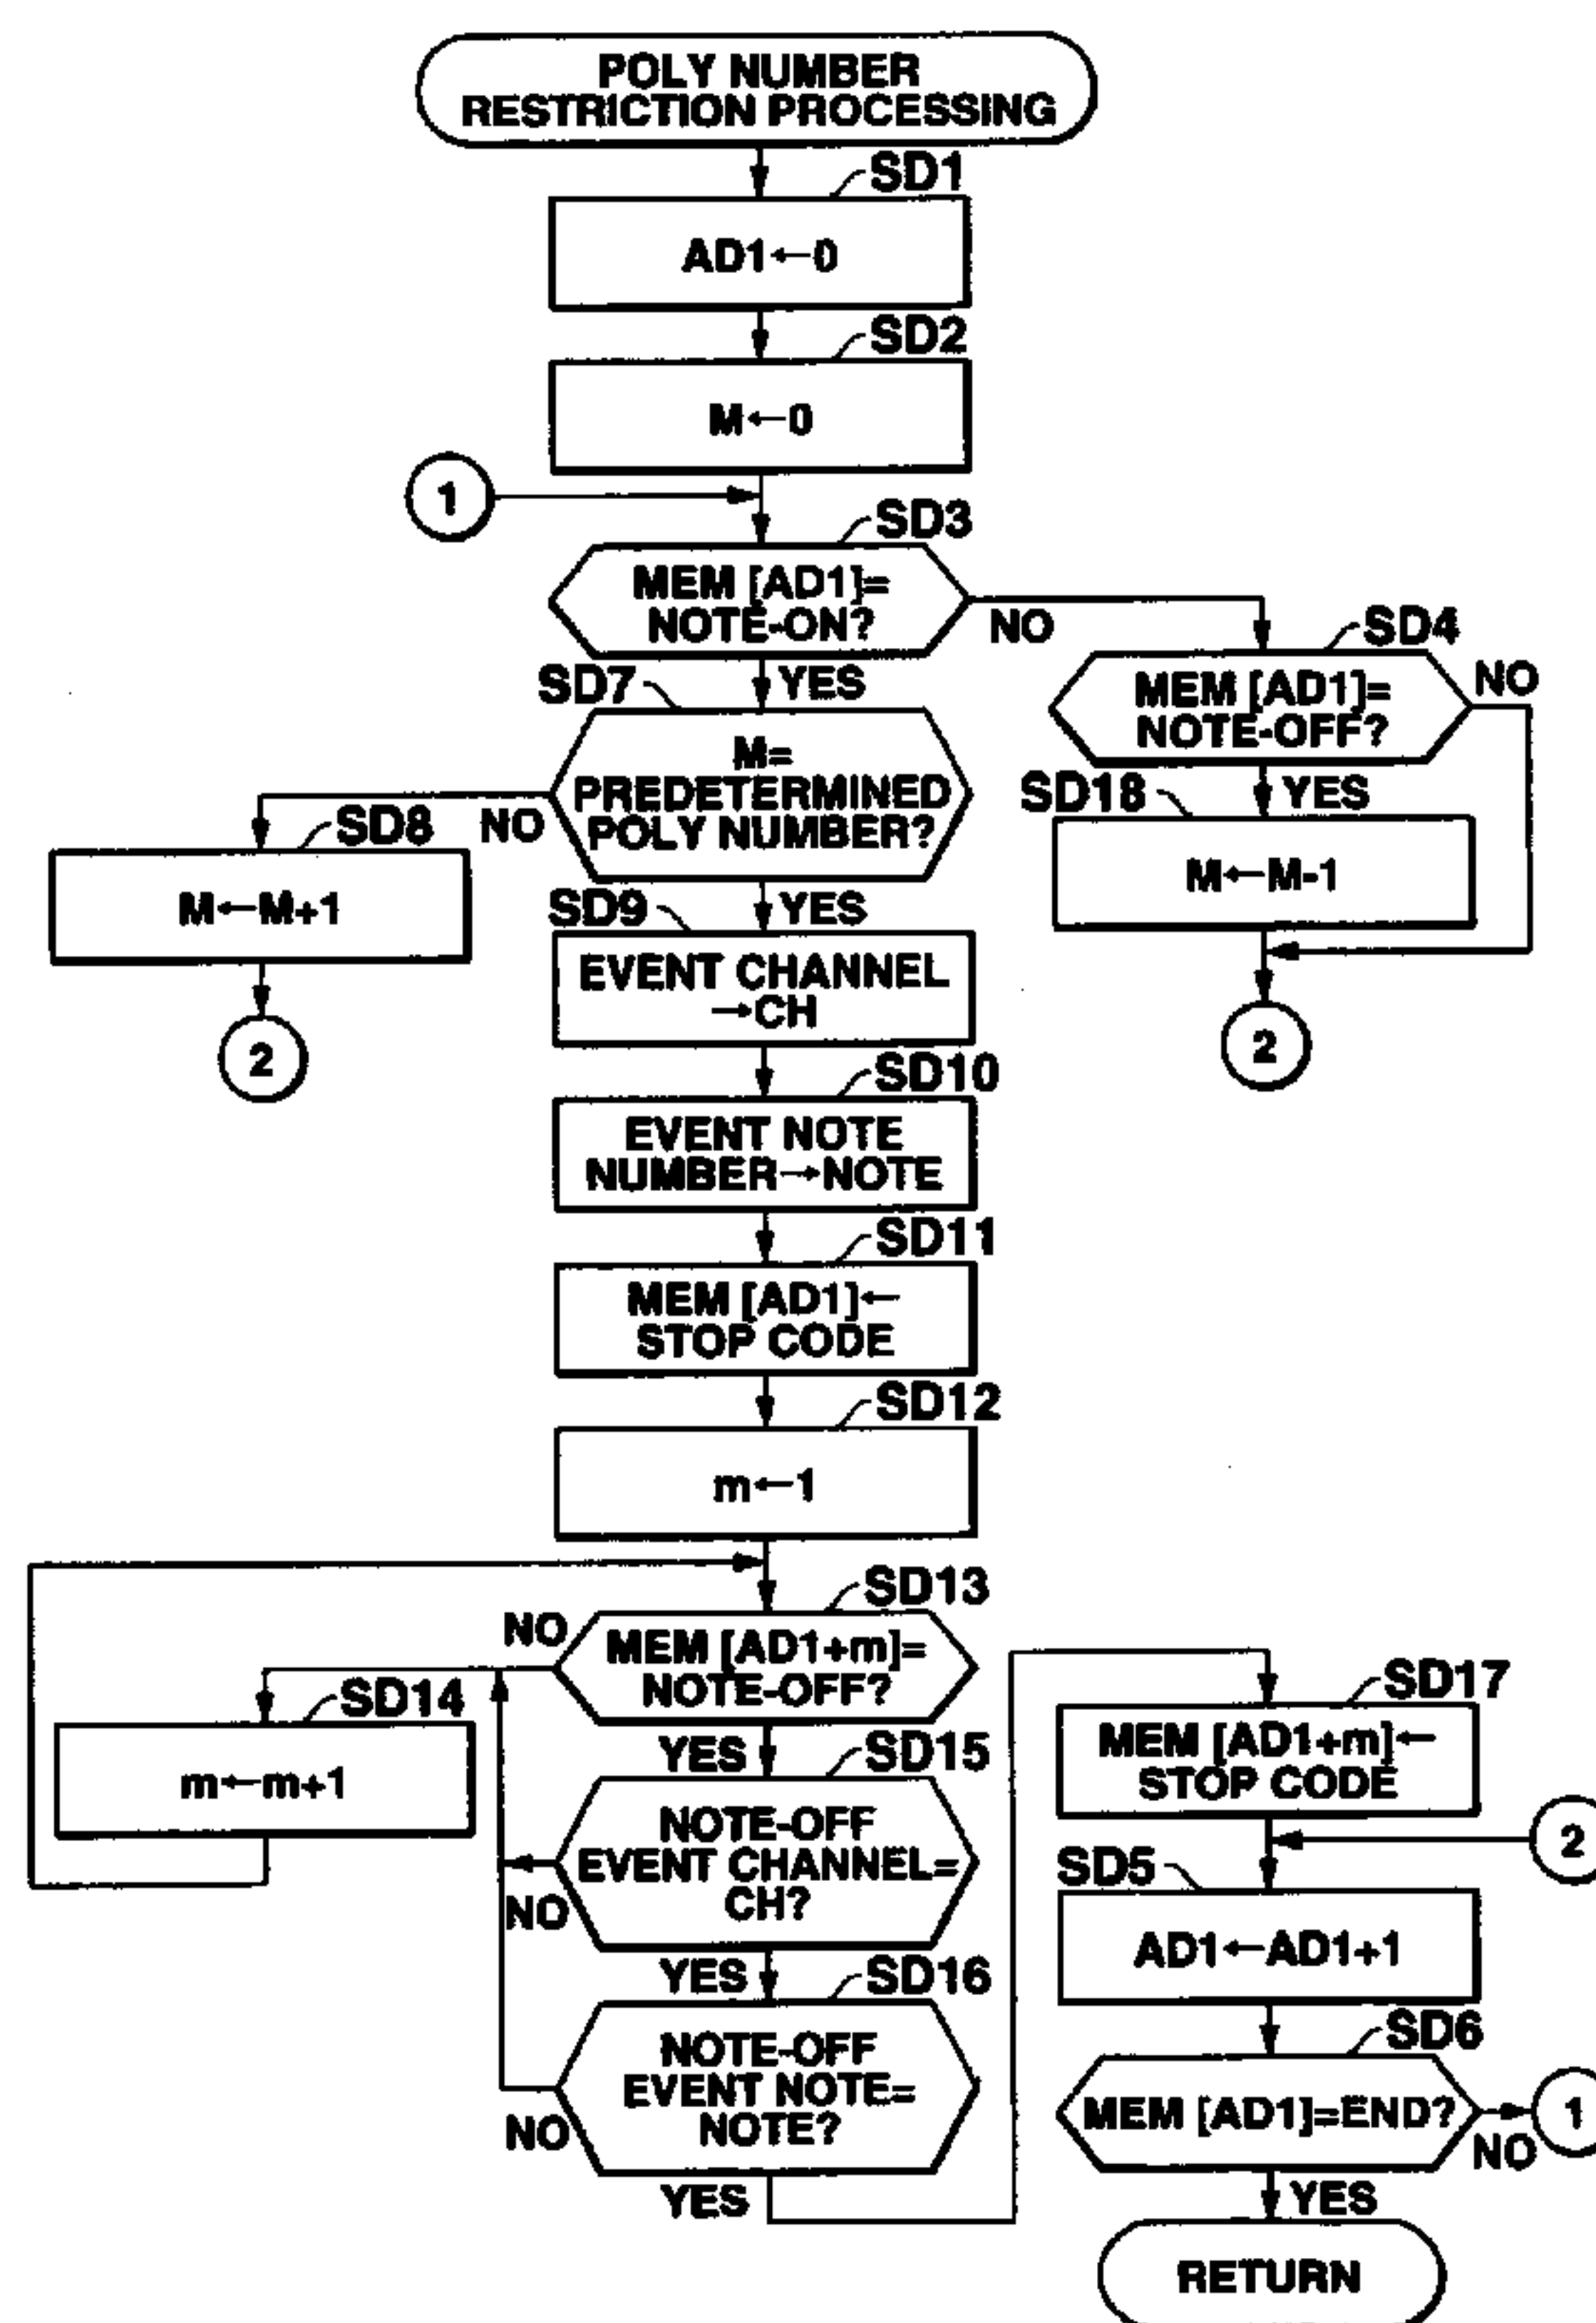 POLY NUMBER
RESTRICTION PROCESSING
SD1
AD1←0
SD2
M←0
1
SD3
MEM [AD1]=
NOTE-ON?
NO
SD4
MEM [AD1]=
NOTE-OFF?
NO
YES
SD18
M←M-1
2
YES
SD7
M=
PREDETERMINED
POLY NUMBER?
NO
SD8
M←M+1
2
YES
SD9
EVENT CHANNEL
→CH
SD10
EVENT NOTE
NUMBER→NOTE
SD11
MEM [AD1]←
STOP CODE
SD12
m←1
SD13
MEM [AD1+m]=
NOTE-OFF?
NO
SD14
m←m+1
YES
SD15
NOTE-OFF
EVENT CHANNEL=
CH?
NO
YES
SD16
NOTE-OFF
EVENT NOTE=
NOTE?
NO
YES
SD17
MEM [AD1+m]←
STOP CODE
2
SD5
AD1←AD1+1
SD6
MEM [AD1]=END?
1
NO
YES
RETURN